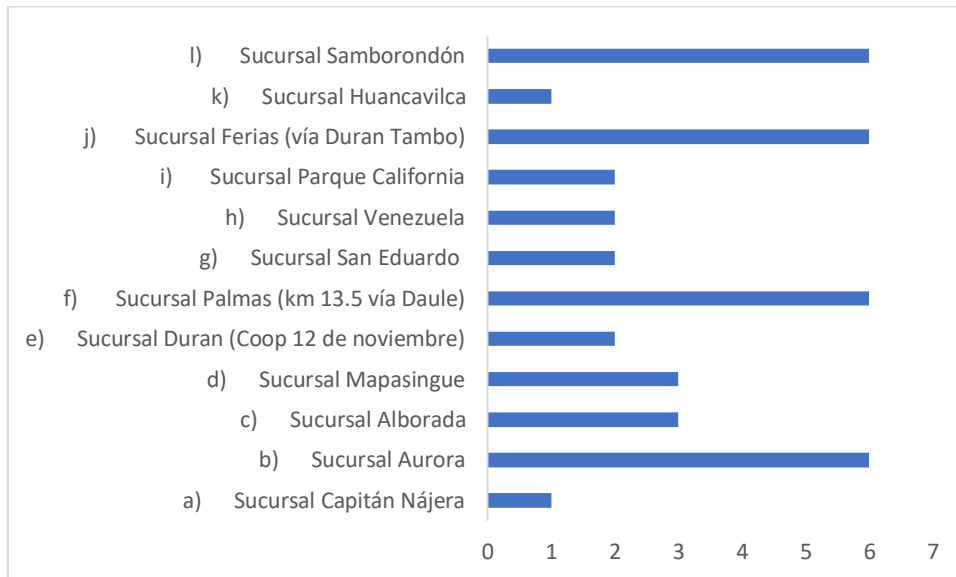 l) Sucursal Samborondón
k) Sucursal Huancavilca
j) Sucursal Ferias (vía Duran Tambo)
i) Sucursal Parque California
h) Sucursal Venezuela
g) Sucursal San Eduardo
f) Sucursal Palmas (km 13.5 vía Daule)
e) Sucursal Duran (Coop 12 de noviembre)
d) Sucursal Mapasingue
c) Sucursal Alborada
b) Sucursal Aurora
a) Sucursal Capitán Nájera
0 1 2 3 4 5 6 7